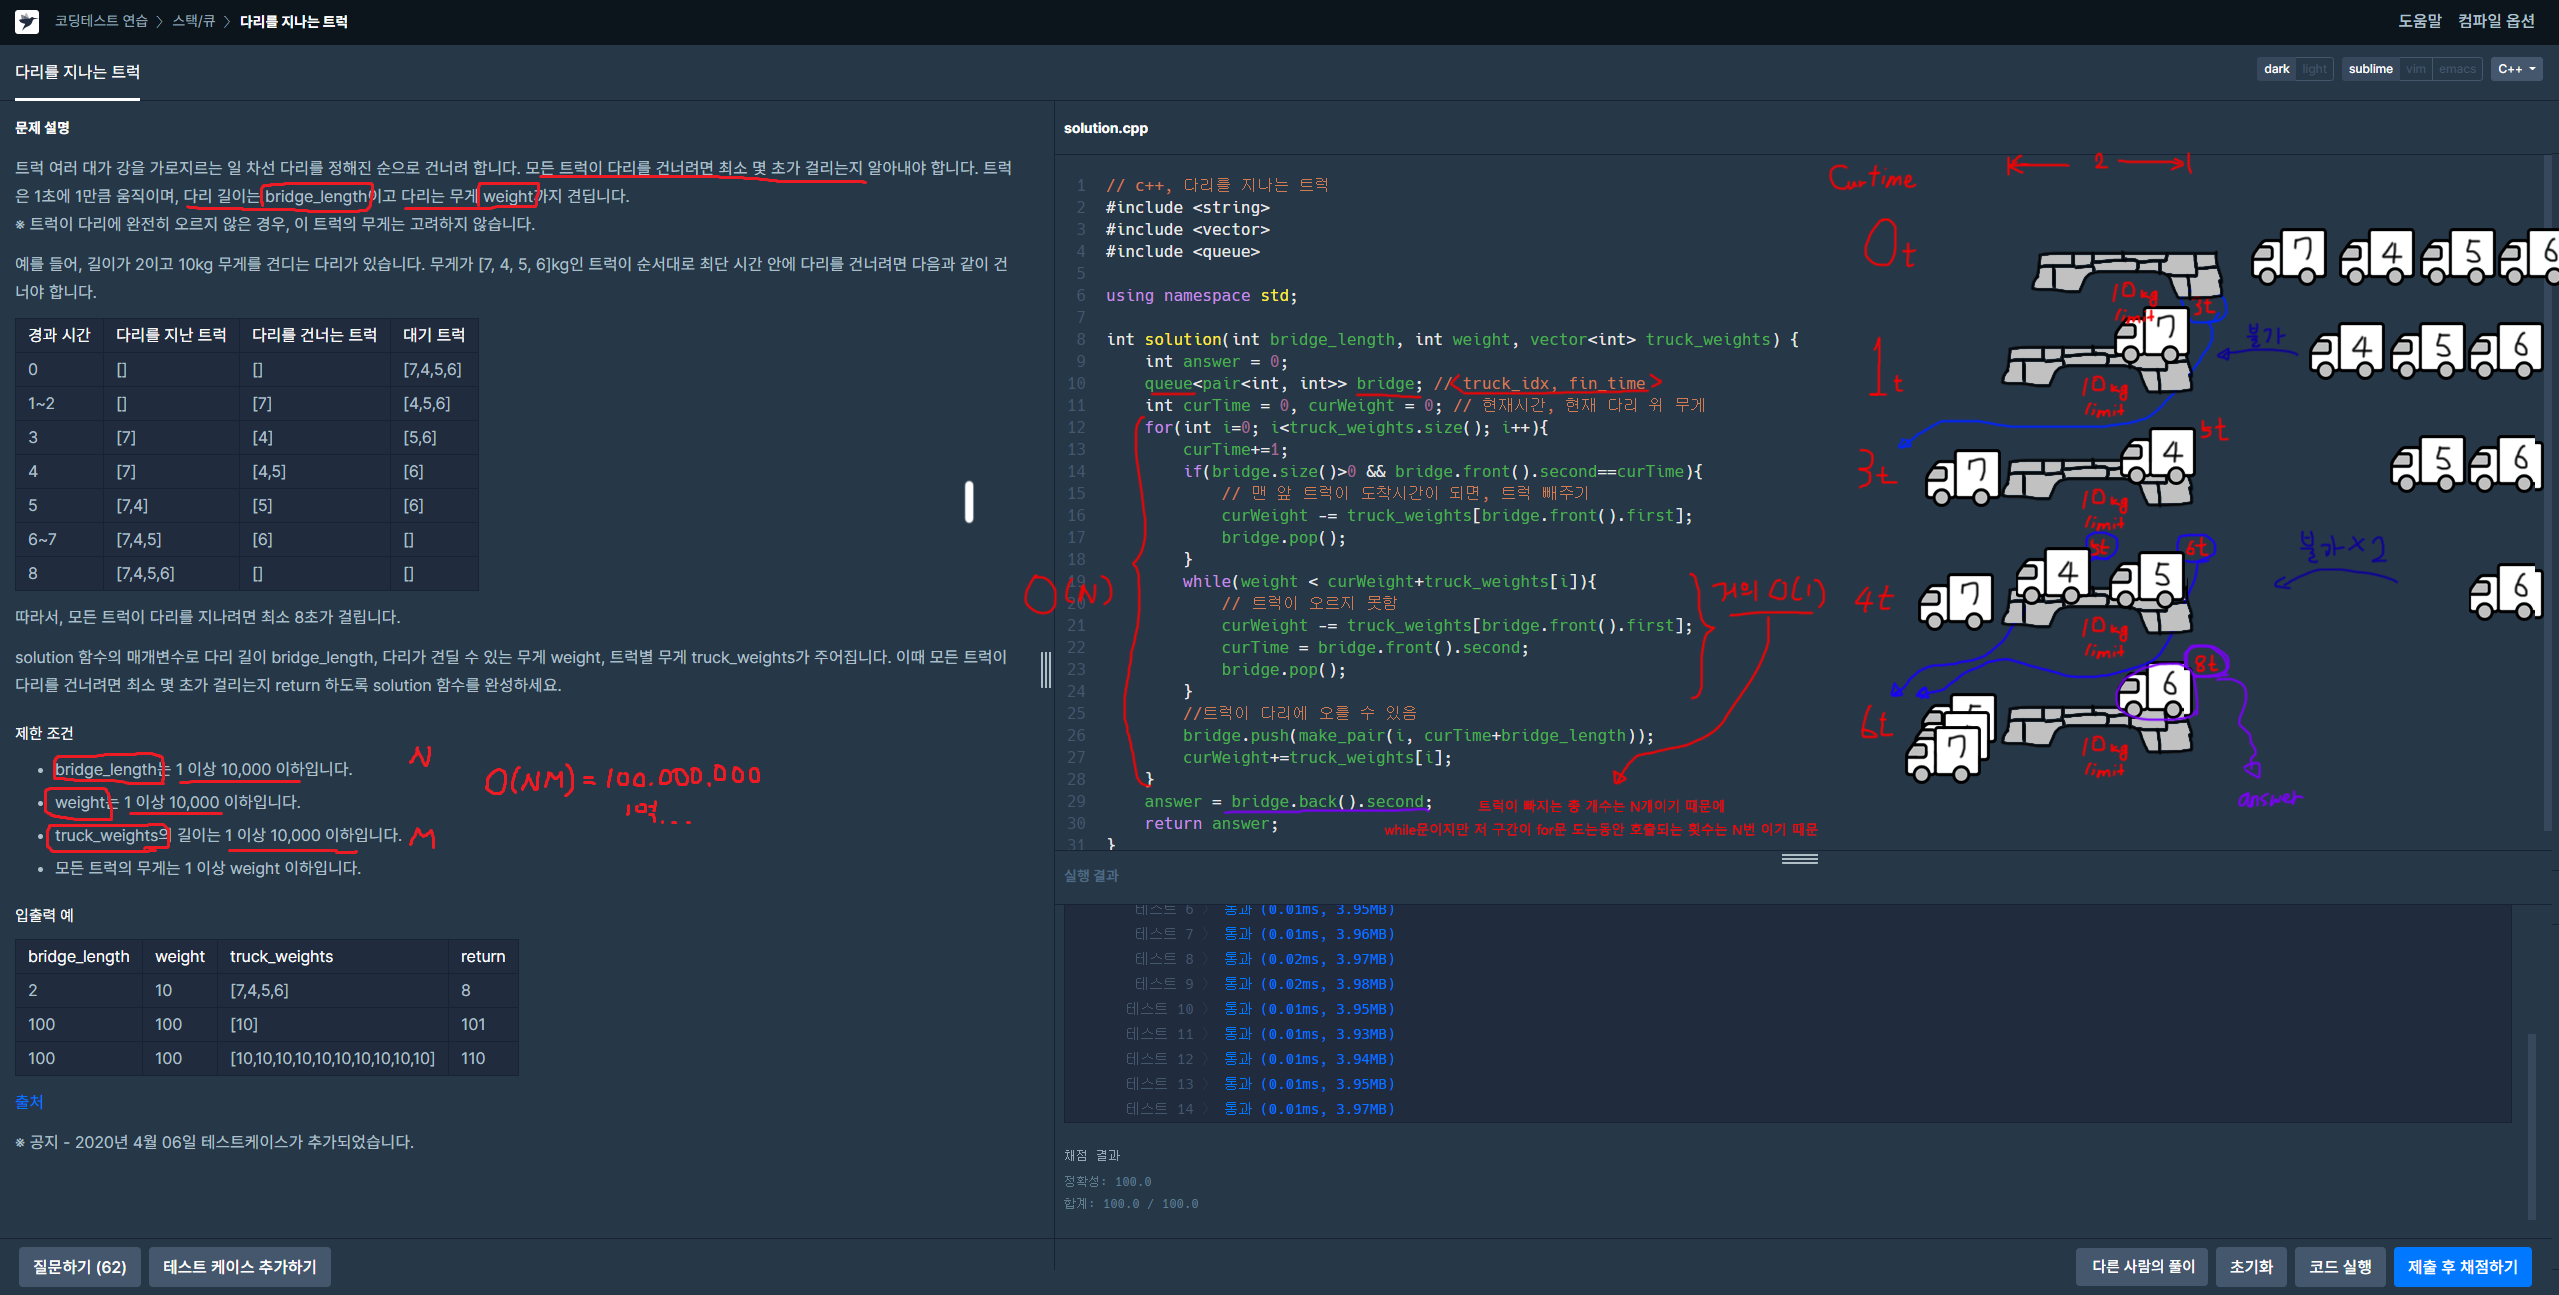 코딩테스트 연습 > 스택/큐 > 다리를 지나는 트럭
도움말 컴파일 옵션
다리를 지나는 트럭
dark light sublime vim emacs C++
문제 설명
트럭 여러 대가 강을 가로지르는 일 차선 다리를 정해진 순으로 건너려 합니다. 모든 트럭이 다리를 건너려면 최소 몇 초가 걸리는지 알아내야 합니다. 트럭
은 1초에 1만큼 움직이며, 다리 길이는 bridge_length이고 다리는 무게 weight까지 견딥니다.
※ 트럭이 다리에 완전히 오르지 않은 경우, 이 트럭의 무게는 고려하지 않습니다.
예를 들어, 길이가 2이고 10kg 무게를 견디는 다리가 있습니다. 무게가 [7, 4, 5, 6]kg인 트럭이 순서대로 최단 시간 안에 다리를 건너려면 다음과 같이 건
너야 합니다.
경과 시간 다리를 지난 트럭 다리를 건너는 트럭 대기 트럭
0 [] [] [7,4,5,6]
1~2 [] [7] [4,5,6]
3 [7] [4] [5,6]
4 [7] [4,5] [6]
5 [7,4] [5] [6]
6~7 [7,4,5] [6] []
8 [7,4,5,6] [] []
따라서, 모든 트럭이 다리를 지나려면 최소 8초가 걸립니다.
solution 함수의 매개변수로 다리 길이 bridge_length, 다리가 견딜 수 있는 무게 weight, 트럭별 무게 truck_weights가 주어집니다. 이때 모든 트럭이
다리를 건너려면 최소 몇 초가 걸리는지 return 하도록 solution 함수를 완성하세요.
제한 조건
• bridge_length는 1 이상 10,000 이하입니다. N
• weight는 1 이상 10,000 이하입니다.
• truck_weights의 길이는 1 이상 10,000 이하입니다. M
• 모든 트럭의 무게는 1 이상 weight 이하입니다.
O(NM) = 100.000.000
1억...
입출력 예
bridge_length weight truck_weights return
2 10 [7,4,5,6] 8
100 100 [10] 101
100 100 [10,10,10,10,10,10,10,10,10,10] 110
출처
※ 공지 - 2020년 4월 06일 테스트케이스가 추가되었습니다.
질문하기 (62) 테스트 케이스 추가하기
solution.cpp
1 // c++, 다리를 지나는 트럭
2 #include <string>
3 #include <vector>
4 #include <queue>
5
6 using namespace std;
7
8 int solution(int bridge_length, int weight, vector<int> truck_weights) {
9 int answer = 0;
10 queue<pair<int, int>> bridge; // <truck_idx, fin_time>
11 int curTime = 0, curWeight = 0; // 현재시간, 현재 다리 위 무게
12 for(int i=0; i<truck_weights.size(); i++){
13 curTime+=1;
14 if(bridge.size()>0 && bridge.front().second==curTime){
15 // 맨 앞 트럭이 도착시간이 되면, 트럭 빼주기
16 curWeight -= truck_weights[bridge.front().first];
17 bridge.pop();
18 }
19 while(weight < curWeight+truck_weights[i]){
20 // 트럭이 오르지 못함
21 curWeight -= truck_weights[bridge.front().first];
22 curTime = bridge.front().second;
23 bridge.pop();
24 }
25 //트럭이 다리에 오를 수 있음
26 bridge.push(make_pair(i, curTime+bridge_length));
27 curWeight+=truck_weights[i];
28 }
29 answer = bridge.back().second;
30 return answer;
31 }
O(N)
거의 O(1)
트럭이 빠지는 총 개수는 N개이기 때문에
while문이지만 저 구간이 for문 도는동안 호출되는 횟수는 N번 이기 때문
Curtime
2
0t
7 4 5 6
10kg
limit
3t
1t
7
불가
4 5 6
10kg
limit
3t
7
4
5t
5 6
10kg
limit
4t
7
4
5t
5
6t
불가×2
6
10kg
limit
6t
7
6
8t
10kg
limit
answer
실행 결과
테스트 6 〉 통과 (0.01ms, 3.95MB)
테스트 7 〉 통과 (0.01ms, 3.96MB)
테스트 8 〉 통과 (0.02ms, 3.97MB)
테스트 9 〉 통과 (0.02ms, 3.98MB)
테스트 10 〉 통과 (0.01ms, 3.95MB)
테스트 11 〉 통과 (0.01ms, 3.93MB)
테스트 12 〉 통과 (0.01ms, 3.94MB)
테스트 13 〉 통과 (0.01ms, 3.95MB)
테스트 14 〉 통과 (0.01ms, 3.97MB)
채점 결과
정확성: 100.0
합계: 100.0 / 100.0
다른 사람의 풀이 초기화 코드 실행 제출 후 채점하기